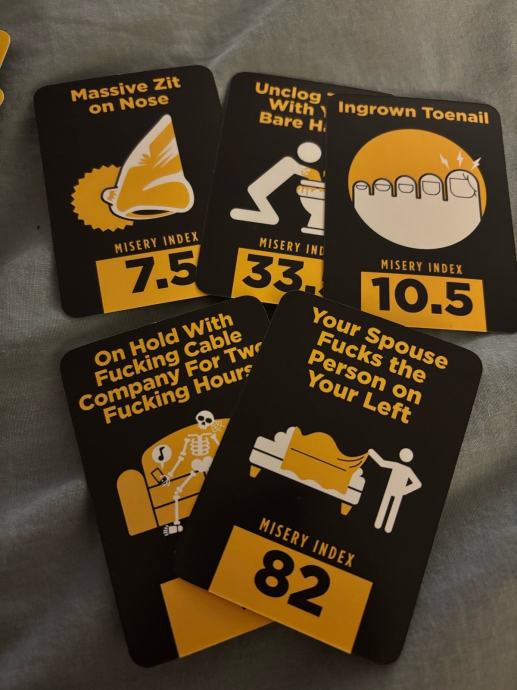 Massive Zit
on Nose
MISERY INDEX
7.5
Unclog
With
Bare
MISERY
33.
Ingrown Toenail
MISERY INDEX
10.5
On Hold With
Fucking Cable
Company For Two
Fucking Hours
Your Spouse
Fucks the
Person on
Your Left
MISERY INDEX
82